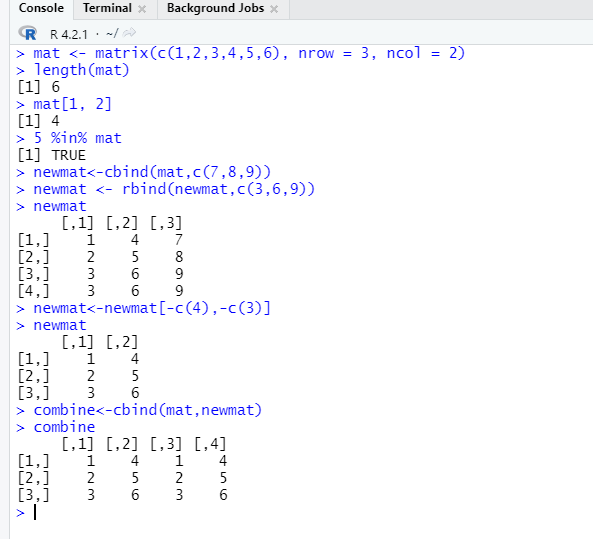 Console Terminal × Background Jobs ×
R R 4.2.1 · ~/
> mat <- matrix(c(1,2,3,4,5,6), nrow = 3, ncol = 2)
> length(mat)
[1] 6
> mat[1, 2]
[1] 4
> 5 %in% mat
[1] TRUE
> newmat<-cbind(mat,c(7,8,9))
> newmat <- rbind(newmat,c(3,6,9))
> newmat
     [,1] [,2] [,3]
[1,]    1    4    7
[2,]    2    5    8
[3,]    3    6    9
[4,]    3    6    9
> newmat<-newmat[-c(4),-c(3)]
> newmat
     [,1] [,2]
[1,]    1    4
[2,]    2    5
[3,]    3    6
> combine<-cbind(mat,newmat)
> combine
     [,1] [,2] [,3] [,4]
[1,]    1    4    1    4
[2,]    2    5    2    5
[3,]    3    6    3    6
>